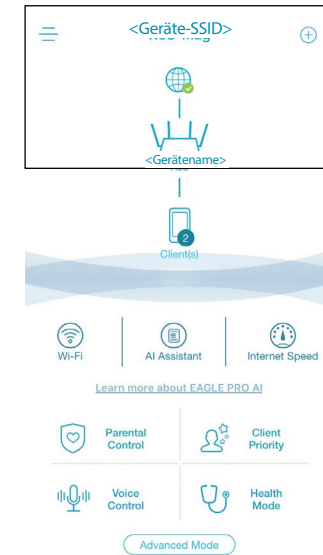 <Geräte-SSID>
<Gerätename>
2
Client(s)
Wi-Fi
AI Assistant
Internet Speed
Learn more about EAGLE PRO AI
Parental
Control
Client
Priority
Voice
Control
Health
Mode
Advanced Mode